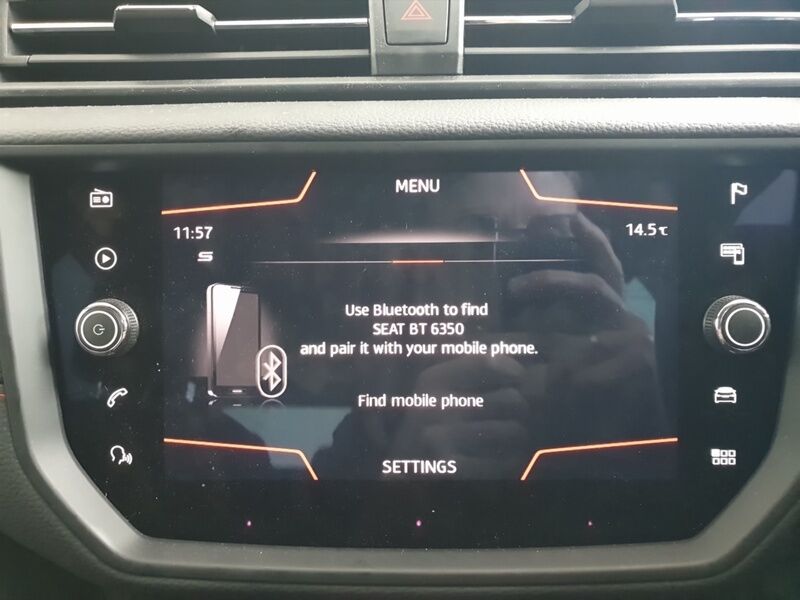 MENU
11:57
14.5℃
Use Bluetooth to find
SEAT BT 6350
and pair it with your mobile phone.
Find mobile phone
SETTINGS